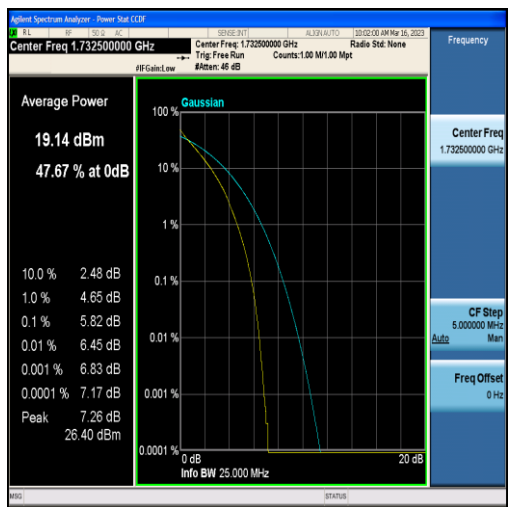 Agilent Spectrum Analyzer - Power Stat CCDF
RL RF 50 Ω AC SENSE:INT ALIGN AUTO 10:02:00 AM Mar 16, 2023
Center Freq 1.732500000 GHz
Center Freq: 1.732500000 GHz Radio Std: None
Trig: Free Run Counts:1.00 M/1.00 Mpt
#IFGain:Low #Atten: 46 dB
Frequency
Average Power
19.14 dBm
47.67 % at 0dB
10.0 % 2.48 dB
1.0 % 4.65 dB
0.1 % 5.82 dB
0.01 % 6.45 dB
0.001 % 6.83 dB
0.0001 % 7.17 dB
Peak 7.26 dB
26.40 dBm
Gaussian
100 %
10 %
1 %
0.1 %
0.01 %
0.001 %
0.0001 %
0 dB 20 dB
Info BW 25.000 MHz
Center Freq
1.732500000 GHz
CF Step
5.000000 MHz
Auto Man
Freq Offset
0 Hz
MSG STATUS